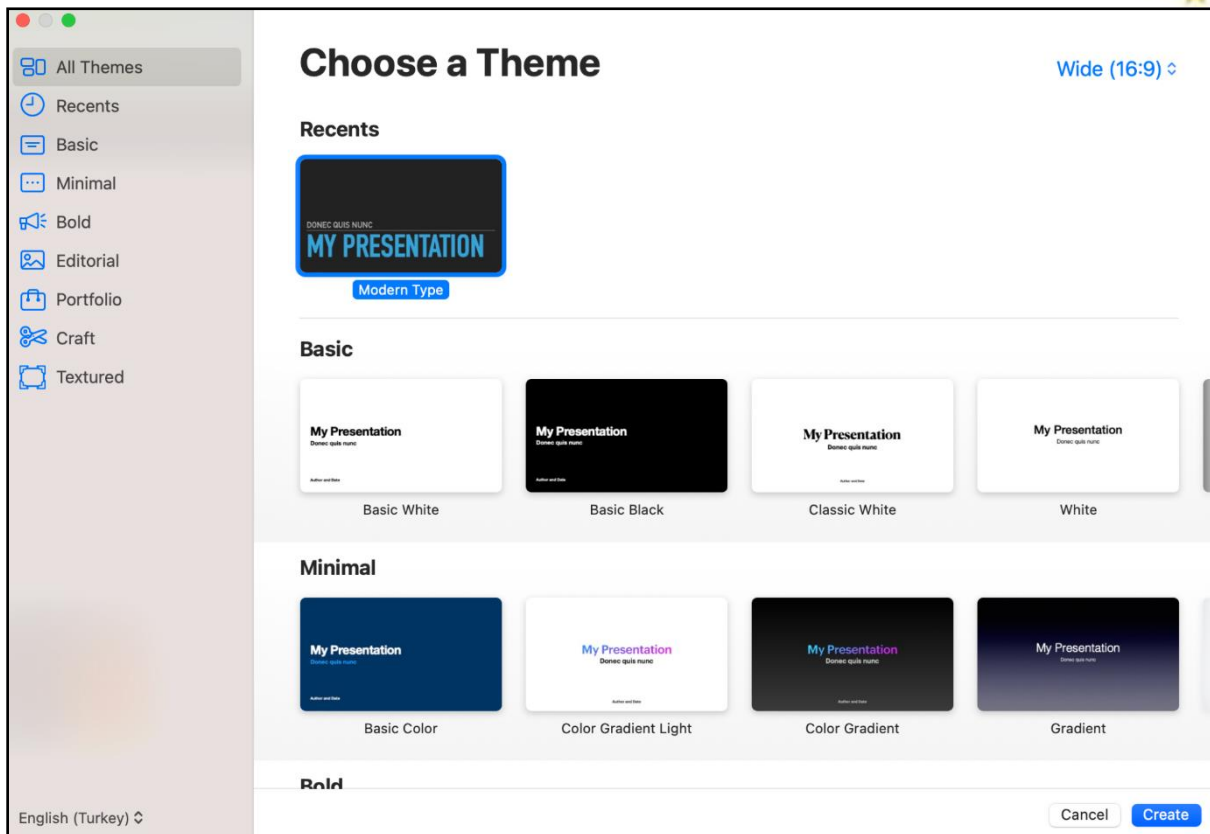 All Themes
Recents
Basic
Minimal
Bold
Editorial
Portfolio
Craft
Textured
English (Turkey)
Choose a Theme
Wide (16:9)
Recents
DONEC QUIS NUNC
MY PRESENTATION
Modern Type
Basic
My Presentation
Donec quis nunc
Author and Date
Basic White
My Presentation
Donec quis nunc
Author and Date
Basic Black
My Presentation
Donec quis nunc
Author and Date
Classic White
My Presentation
Donec quis nunc
White
Minimal
My Presentation
Donec quis nunc
Author and Date
Basic Color
My Presentation
Donec quis nunc
Author and Date
Color Gradient Light
My Presentation
Donec quis nunc
Author and Date
Color Gradient
My Presentation
Donec quis nunc
Gradient
Bold
Cancel
Create